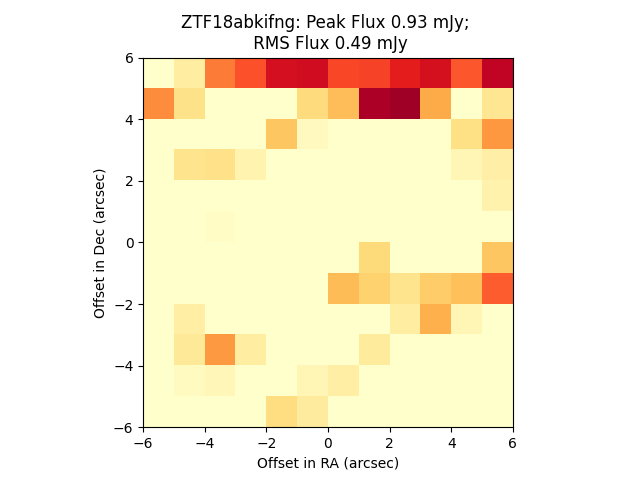 ZTF18abkifng: Peak Flux 0.93 mJy;
RMS Flux 0.49 mJy
6
4
2
0
−2
−4
−6
Offset in Dec (arcsec)
−6 −4 −2 0 2 4 6
Offset in RA (arcsec)